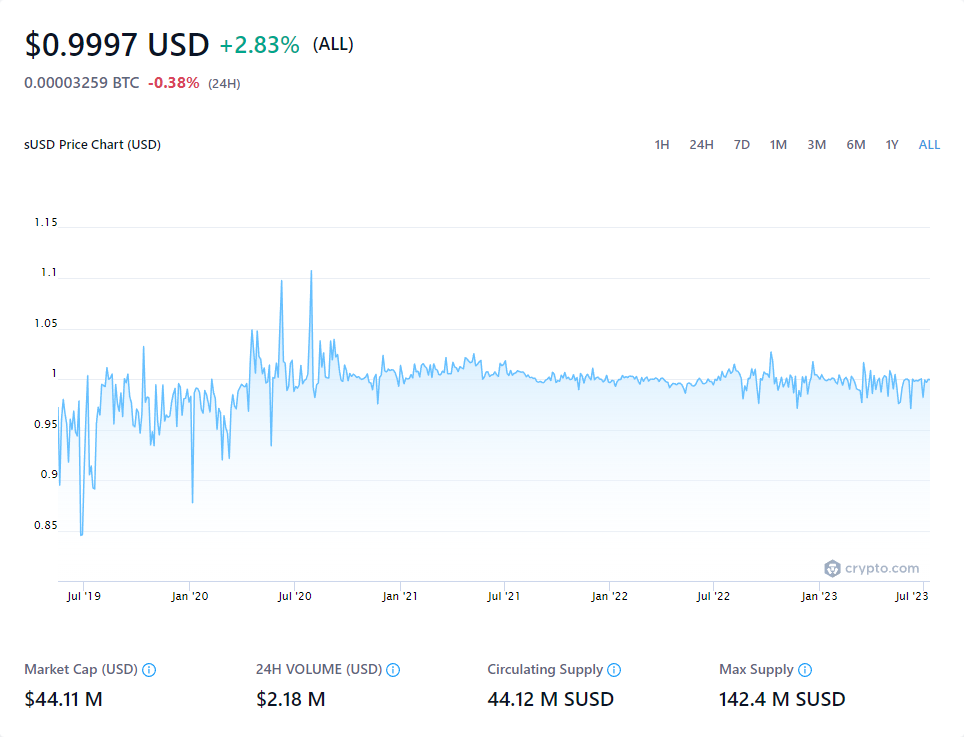 $0.9997 USD +2.83% (ALL)
0.00003259 BTC -0.38% (24H)
sUSD Price Chart (USD) 1H 24H 7D 1M 3M 6M 1Y ALL
1.15
1.1
1.05
1
0.95
0.9
0.85
crypto.com
Jul '19 Jan '20 Jul '20 Jan '21 Jul '21 Jan '22 Jul '22 Jan '23 Jul '23
Market Cap (USD) 24H VOLUME (USD) Circulating Supply Max Supply
$44.11 M $2.18 M 44.12 M SUSD 142.4 M SUSD